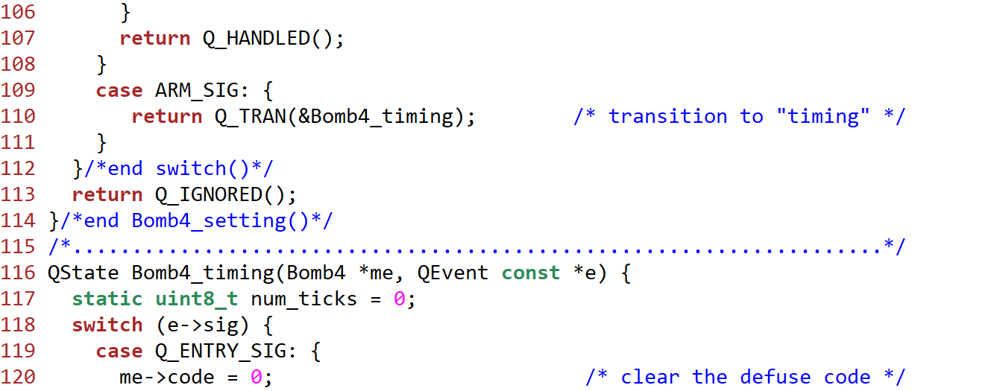 106       }
107       return Q_HANDLED();
108     }
109     case ARM_SIG: {
110        return Q_TRAN(&Bomb4_timing);        /* transition to "timing" */
111     }
112   }/*end switch()*/
113   return Q_IGNORED();
114 }/*end Bomb4_setting()*/
115 /*....................................................................*/
116 QState Bomb4_timing(Bomb4 *me, QEvent const *e) {
117   static uint8_t num_ticks = 0;
118   switch (e->sig) {
119     case Q_ENTRY_SIG: {
120       me->code = 0;                          /* clear the defuse code */